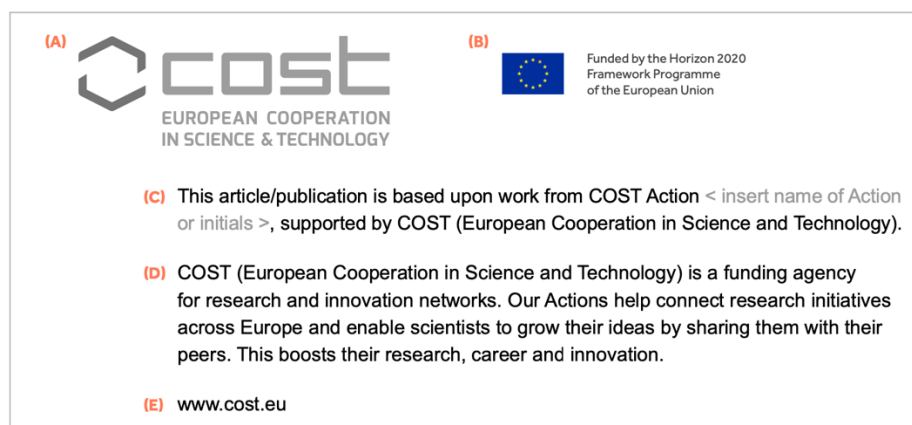 (A) cost
EUROPEAN COOPERATION
IN SCIENCE & TECHNOLOGY
(B) Funded by the Horizon 2020
Framework Programme
of the European Union
(C) This article/publication is based upon work from COST Action < insert name of Action
or initials >, supported by COST (European Cooperation in Science and Technology).
(D) COST (European Cooperation in Science and Technology) is a funding agency
for research and innovation networks. Our Actions help connect research initiatives
across Europe and enable scientists to grow their ideas by sharing them with their
peers. This boosts their research, career and innovation.
(E) www.cost.eu